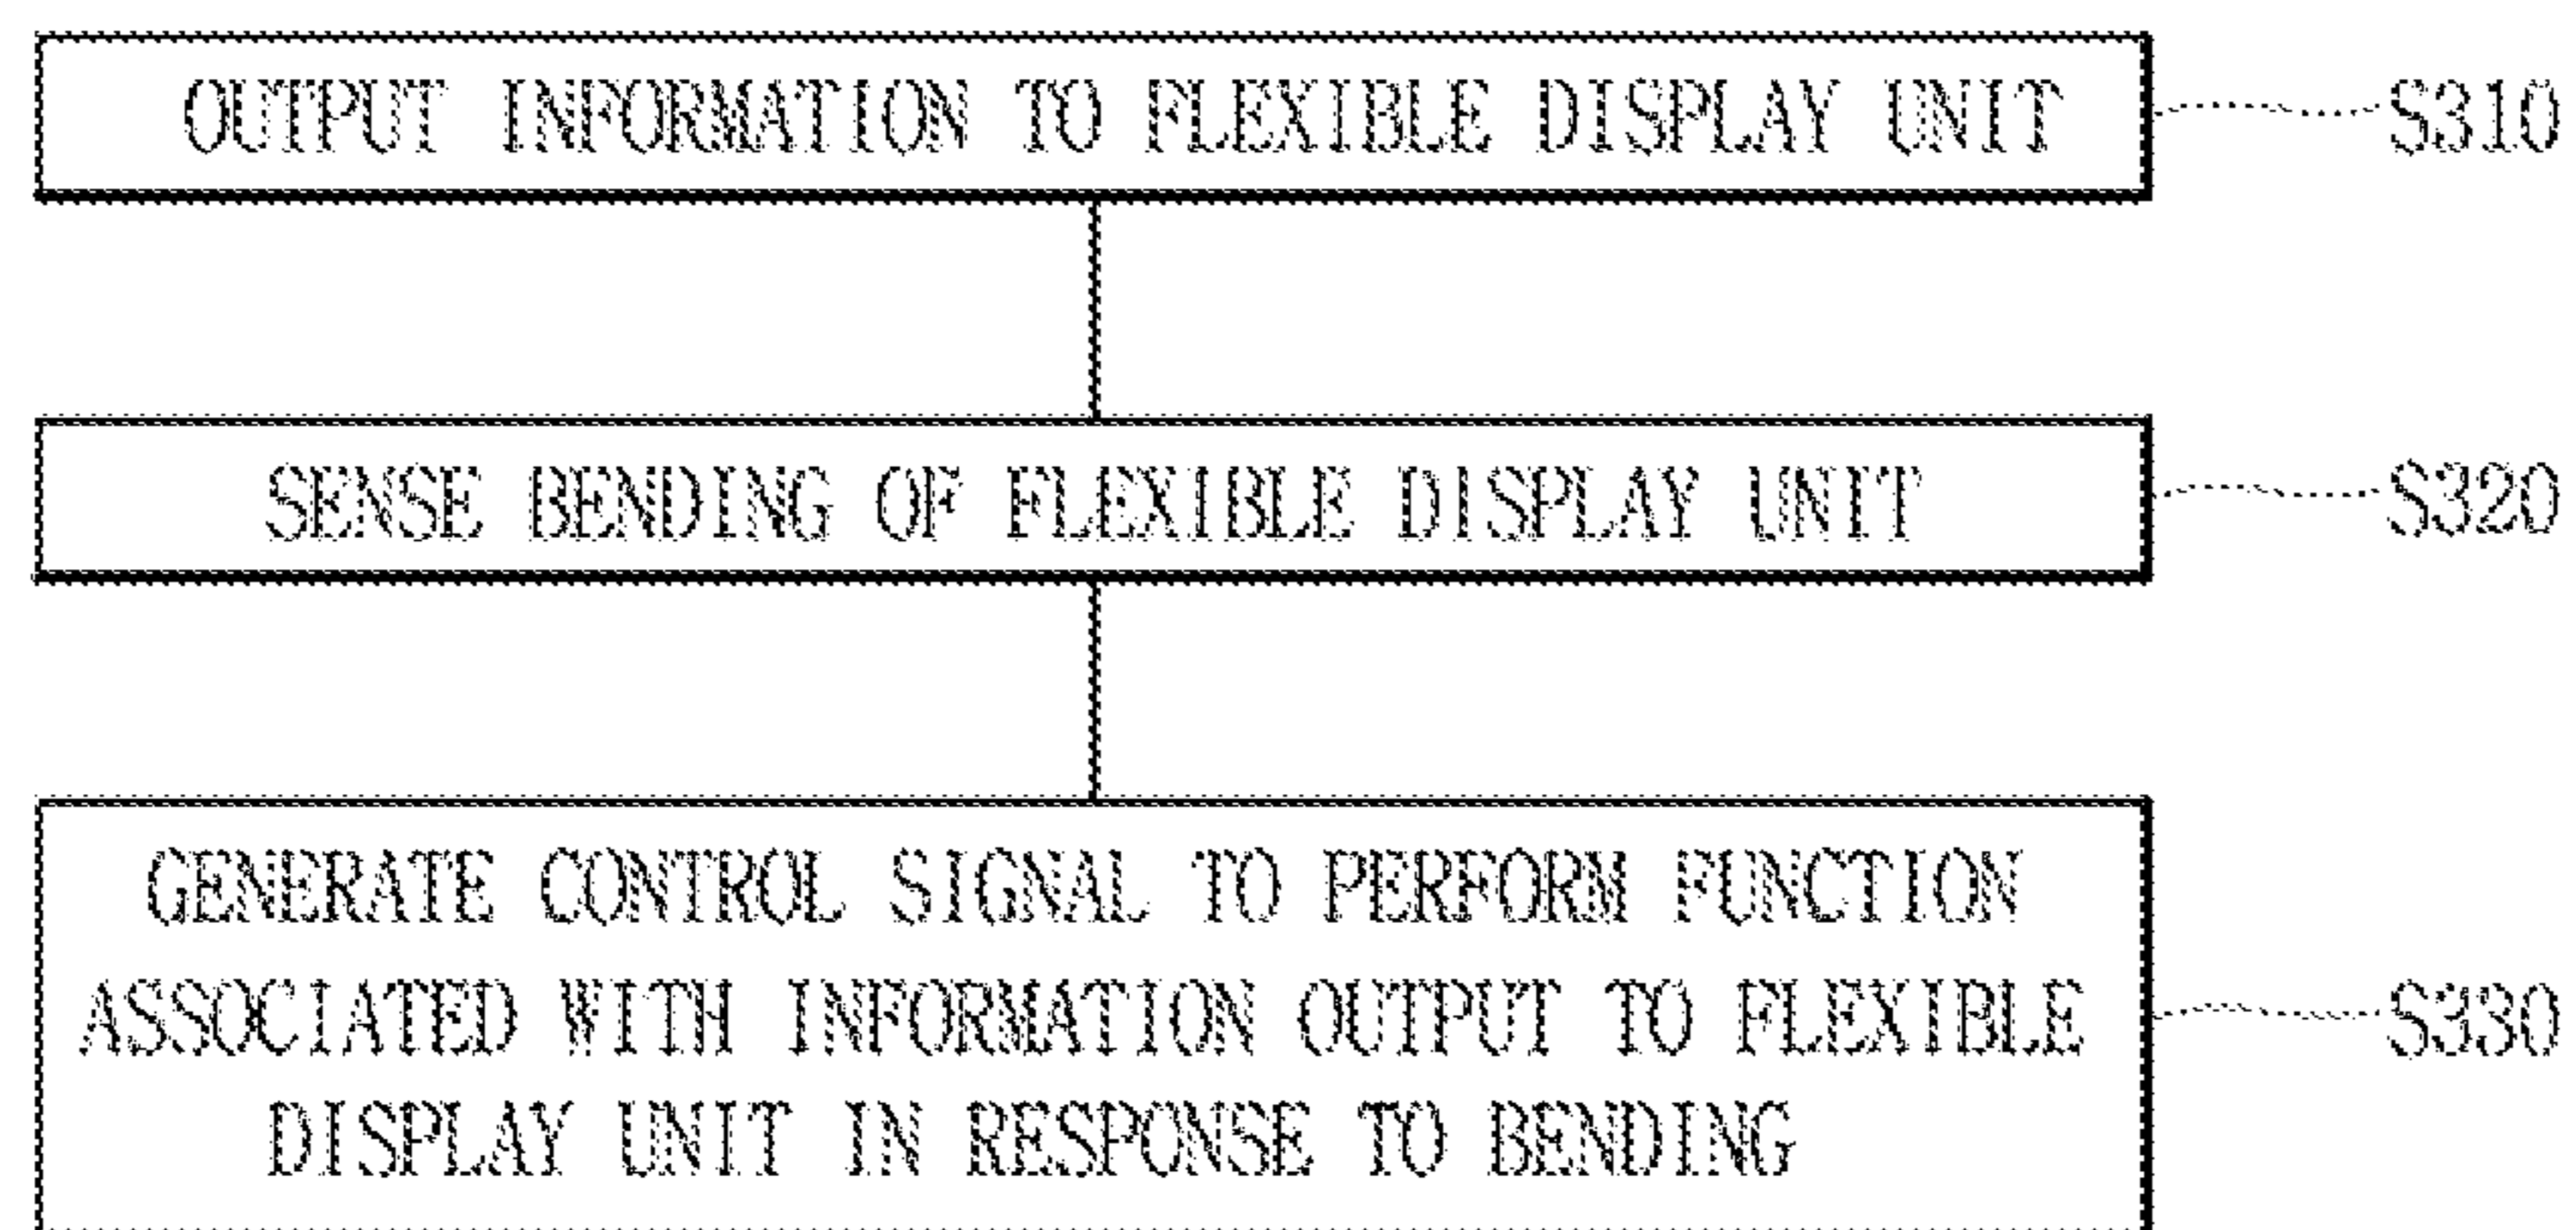 OUTPUT INFORMATION TO FLEXIBLE DISPLAY UNIT
S310
SENSE BENDING OF FLEXIBLE DISPLAY UNIT
S320
GENERATE CONTROL SIGNAL TO PERFORM FUNCTION
ASSOCIATED WITH INFORMATION OUTPUT TO FLEXIBLE
DISPLAY UNIT IN RESPONSE TO BENDING
S330